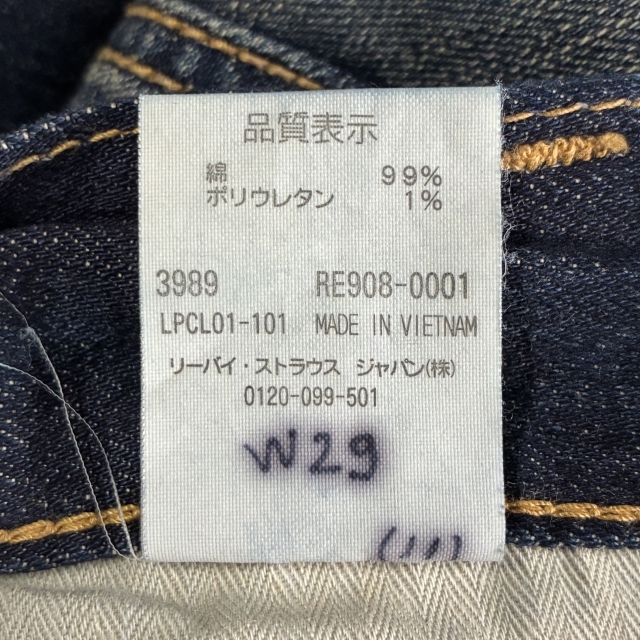 品質表示
綿 99%
ポリウレタン 1%
3989 RE908-0001
LPCL01-101 MADE IN VIETNAM
リーバイ・ストラウス ジャパン(株)
0120-099-501
W29